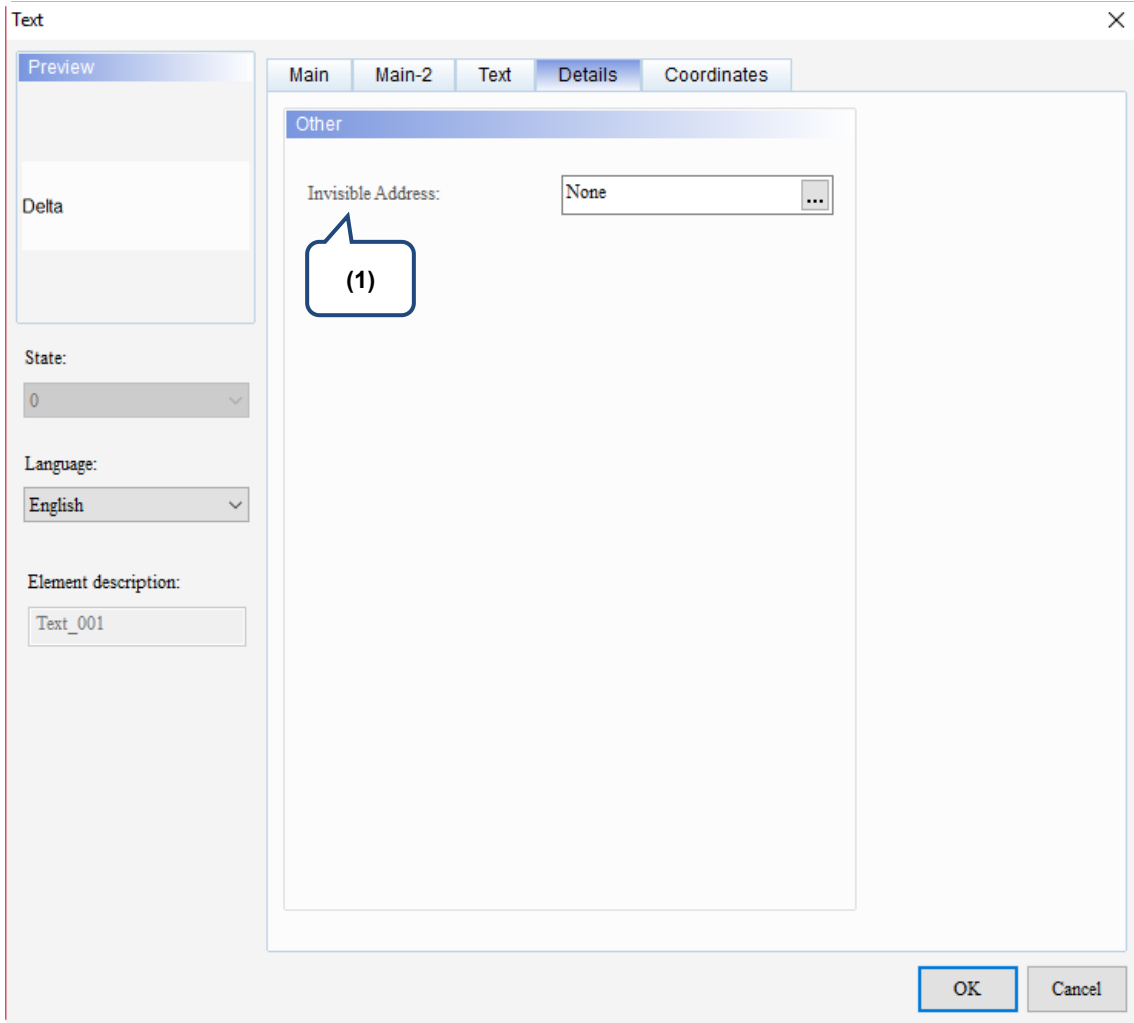 Text
Preview
Main Main-2 Text Details Coordinates
Other
Invisible Address: None ...
Delta
(1)
State:
0
Language:
English
Element description:
Text_001
OK Cancel